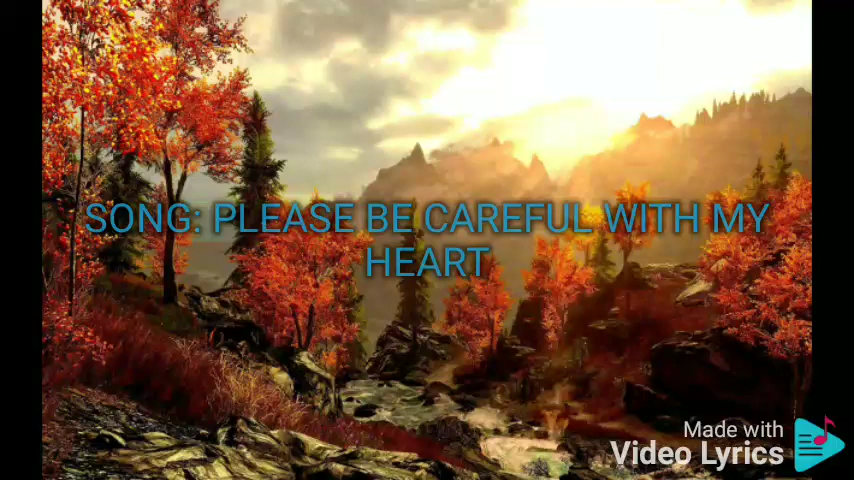 SONG: PLEASE BE CAREFUL WITH MY
HEART
Made with
Video Lyrics